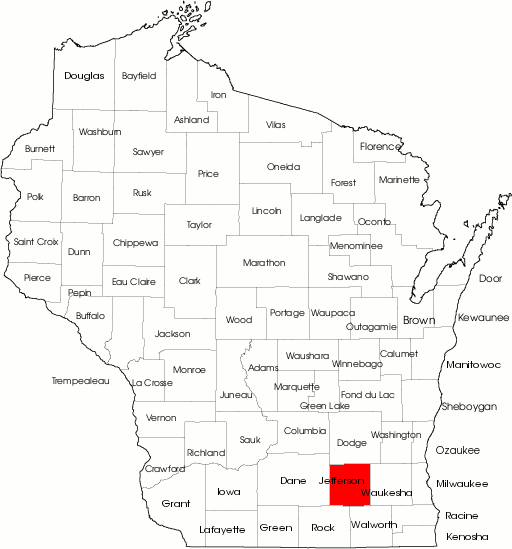 Douglas
Bayfield
Iron
Ashland
Vilas
Washburn
Florence
Burnett
Sawyer
Oneida
Price
Forest
Marinette
Polk
Barron
Rusk
Lincoln
Langlade
Oconto
Taylor
Saint Croix
Chippewa
Menominee
Dunn
Marathon
Pierce
Eau Claire
Clark
Shawano
Door
Pepin
Buffalo
Wood
Portage
Waupaca
Brown
Kewaunee
Outagamie
Jackson
Waushara
Calumet
Winnebago
Manitowoc
Adams
Monroe
Trempealeau
La Crosse
Marquette
Fond du Lac
Juneau
Green Lake
Sheboygan
Vernon
Columbia
Washington
Sauk
Dodge
Richland
Ozaukee
Crawford
Dane
Jefferson
Milwaukee
Iowa
Waukesha
Grant
Racine
Lafayette
Green
Rock
Walworth
Kenosha